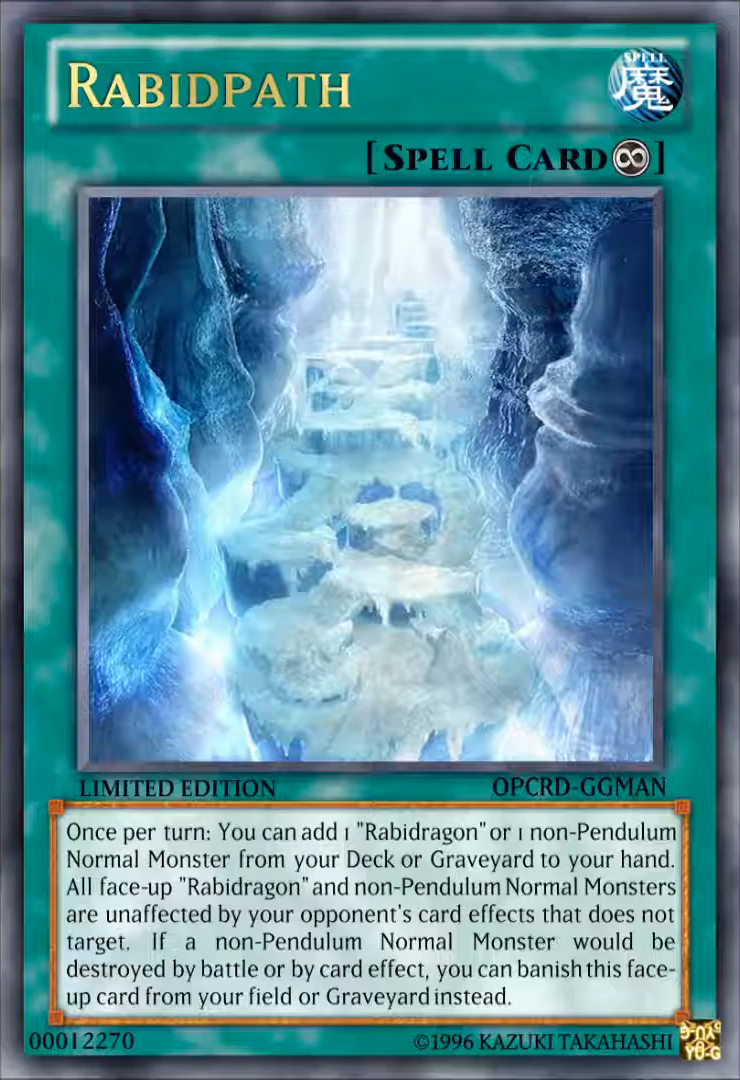 RABIDPATH
SPELL
魔
[SPELL CARD]
LIMITED EDITION OPCRD-GGMAN
Once per turn: You can add 1 "Rabidragon" or 1 non-Pendulum
Normal Monster from your Deck or Graveyard to your hand.
All face-up "Rabidragon" and non-Pendulum Normal Monsters
are unaffected by your opponent's card effects that does not
target. If a non-Pendulum Normal Monster would be
destroyed by battle or by card effect, you can banish this face-
up card from your field or Graveyard instead.
00012270 ©1996 KAZUKI TAKAHASHI